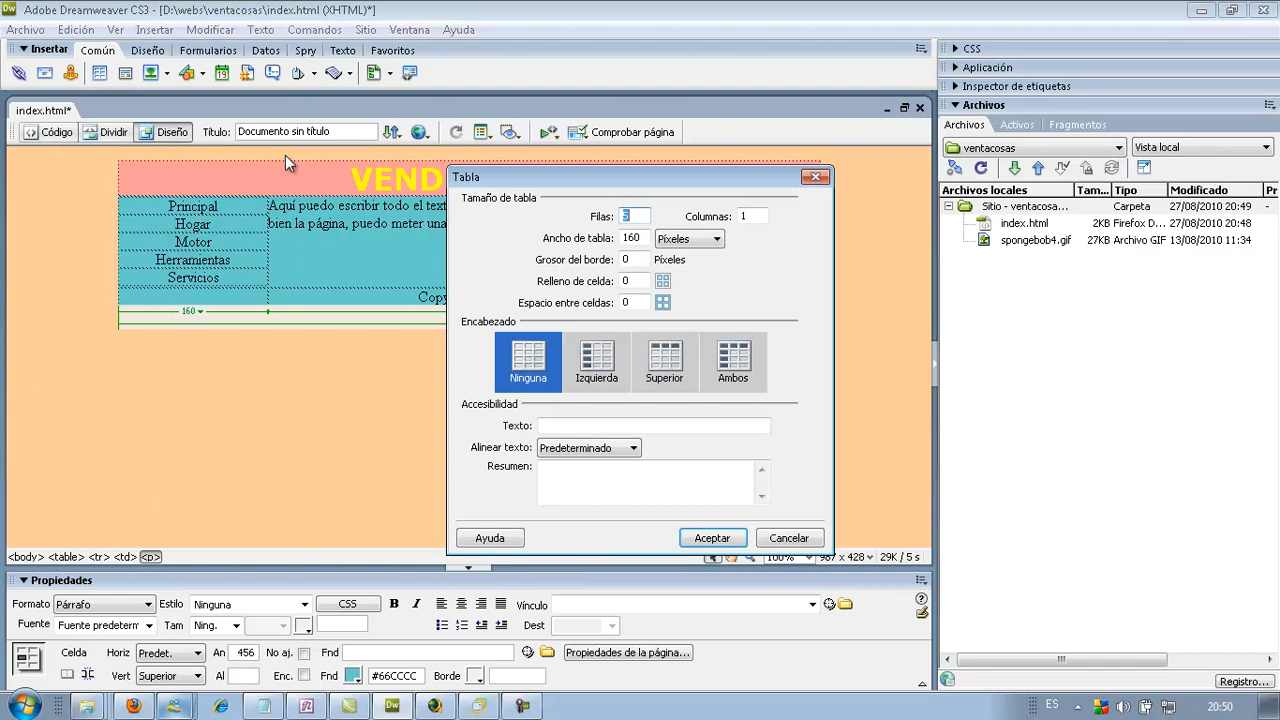 Adobe Dreamweaver CS3 - [D:\webs\ventacosas\index.html (XHTML)*]
Archivo Edición Ver Insertar Modificar Texto Comandos Sitio Ventana Ayuda
Insertar Común Diseño Formularios Datos Spry Texto Favoritos
index.html*
Código Dividir Diseño Título: Documento sin título Comprobar página
VEND
Principal
Hogar
Motor
Herramientas
Servicios
Aquí puedo escribir todo el text
bien la página, puedo meter una
Copy
160
Tabla
Tamaño de tabla
Filas: Columnas: 1
Ancho de tabla: 160 Píxeles
Grosor del borde: 0 Píxeles
Relleno de celda: 0
Espacio entre celdas: 0
Encabezado
Ninguna Izquierda Superior Ambos
Accesibilidad
Texto:
Alinear texto: Predeterminado
Resumen:
Ayuda Aceptar Cancelar
<body> <table> <tr> <td> <p> 100% 987 x 428 29K / 5 s
Propiedades
Formato Párrafo Estilo Ninguna CSS B I Vínculo
Fuente Fuente predeterm Tam Ning. Dest
Celda Horiz Predet. An 456 No aj. Fnd Propiedades de la página...
Vert Superior Al Enc. Fnd #66CCCC Borde
CSS
Aplicación
Inspector de etiquetas
Archivos
Archivos Activos Fragmentos
ventacosas Vista local
Archivos locales Tama... Tipo Modificado Pr
Sitio - ventacosa... Carpeta 27/08/2010 20:49
index.html 2KB Firefox D... 27/08/2010 20:48
spongebob4.gif 27KB Archivo GIF 13/08/2010 11:34
Registro...
ES 20:50